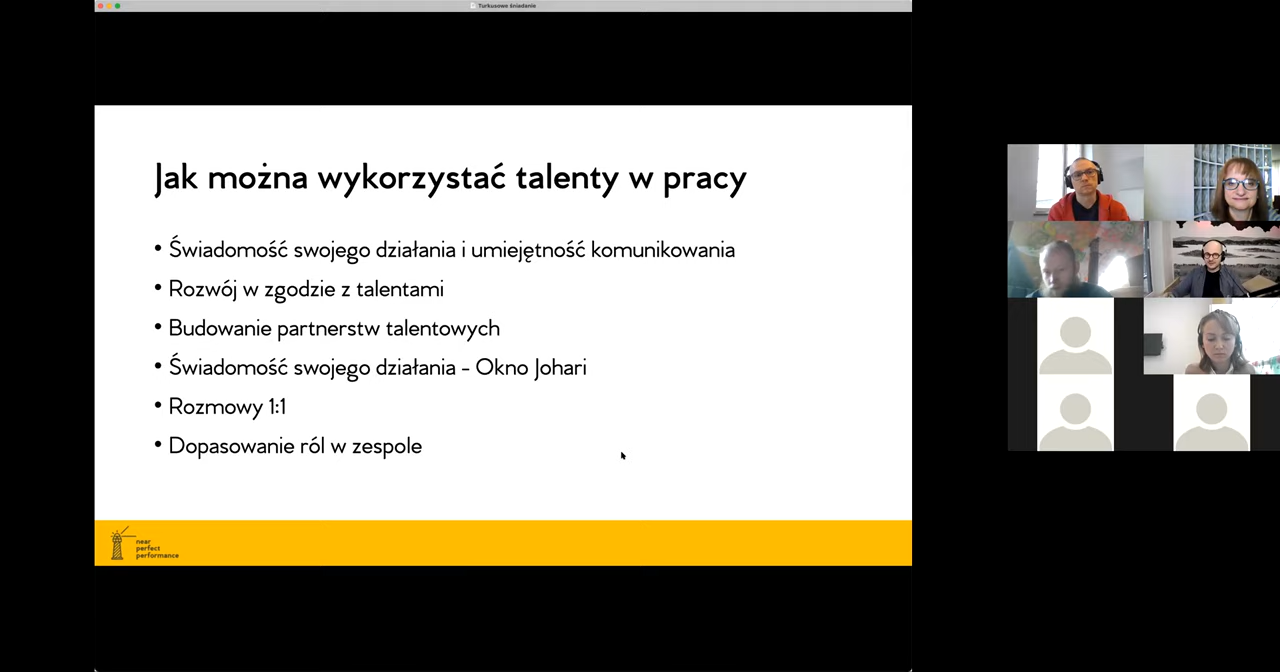 Turkusowe śniadanie
Jak można wykorzystać talenty w pracy
• Świadomość swojego działania i umiejętność komunikowania
• Rozwój w zgodzie z talentami
• Budowanie partnerstw talentowych
• Świadomość swojego działania - Okno Johari
• Rozmowy 1:1
• Dopasowanie ról w zespole
near
perfect
performance